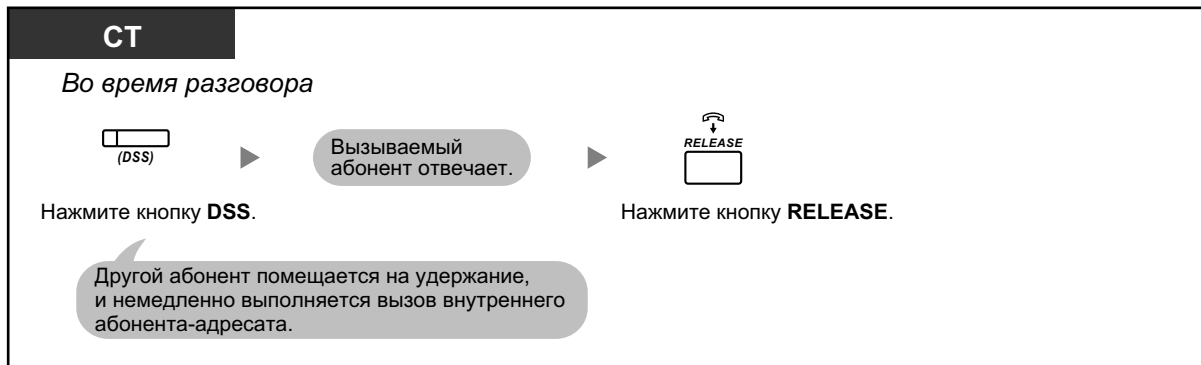 СТ
Во время разговора
(DSS)
Вызываемый
абонент отвечает.
RELEASE
Нажмите кнопку DSS.
Нажмите кнопку RELEASE.
Другой абонент помещается на удержание,
и немедленно выполняется вызов внутреннего
абонента-адресата.